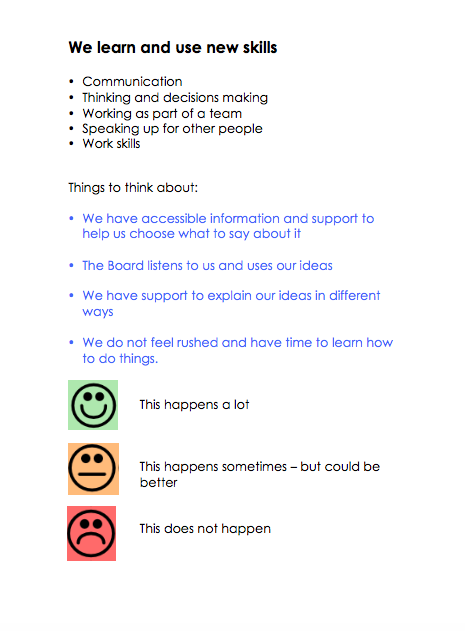 We learn and use new skills
• Communication
• Thinking and decisions making
• Working as part of a team
• Speaking up for other people
• Work skills
Things to think about:
• We have accessible information and support to
help us choose what to say about it
• The Board listens to us and uses our ideas
• We have support to explain our ideas in different
ways
• We do not feel rushed and have time to learn how
to do things.
This happens a lot
This happens sometimes – but could be
better
This does not happen